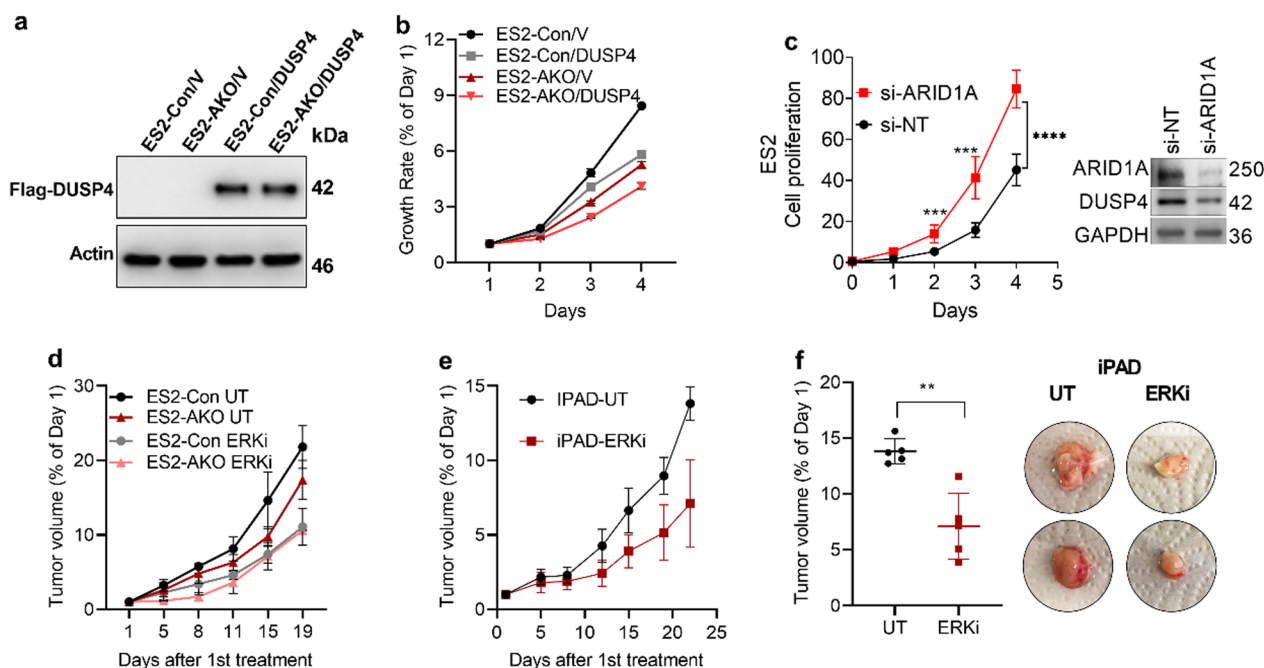 a
ES2-Con/V
ES2-AKO/V
ES2-Con/DUSP4
ES2-AKO/DUSP4
kDa
Flag-DUSP4
42
Actin
46
b
Growth Rate (% of Day 1)
12
9
6
3
0
1 2 3 4
Days
ES2-Con/V
ES2-Con/DUSP4
ES2-AKO/V
ES2-AKO/DUSP4
c
ES2
Cell proliferation
100
80
60
40
20
0
0 1 2 3 4 5
Days
si-ARID1A
si-NT
***
***
****
si-NT
si-ARID1A
ARID1A 250
DUSP4 42
GAPDH 36
d
Tumor volume (% of Day 1)
30
20
10
0
1 5 8 11 15 19
Days after 1st treatment
ES2-Con UT
ES2-AKO UT
ES2-Con ERKi
ES2-AKO ERKi
e
Tumor volume (% of Day 1)
15
10
5
0
0 5 10 15 20 25
Days after 1st treatment
IPAD-UT
iPAD-ERKi
f
Tumor volume (% of Day 1)
20
15
10
5
0
UT ERKi
**
iPAD
UT ERKi